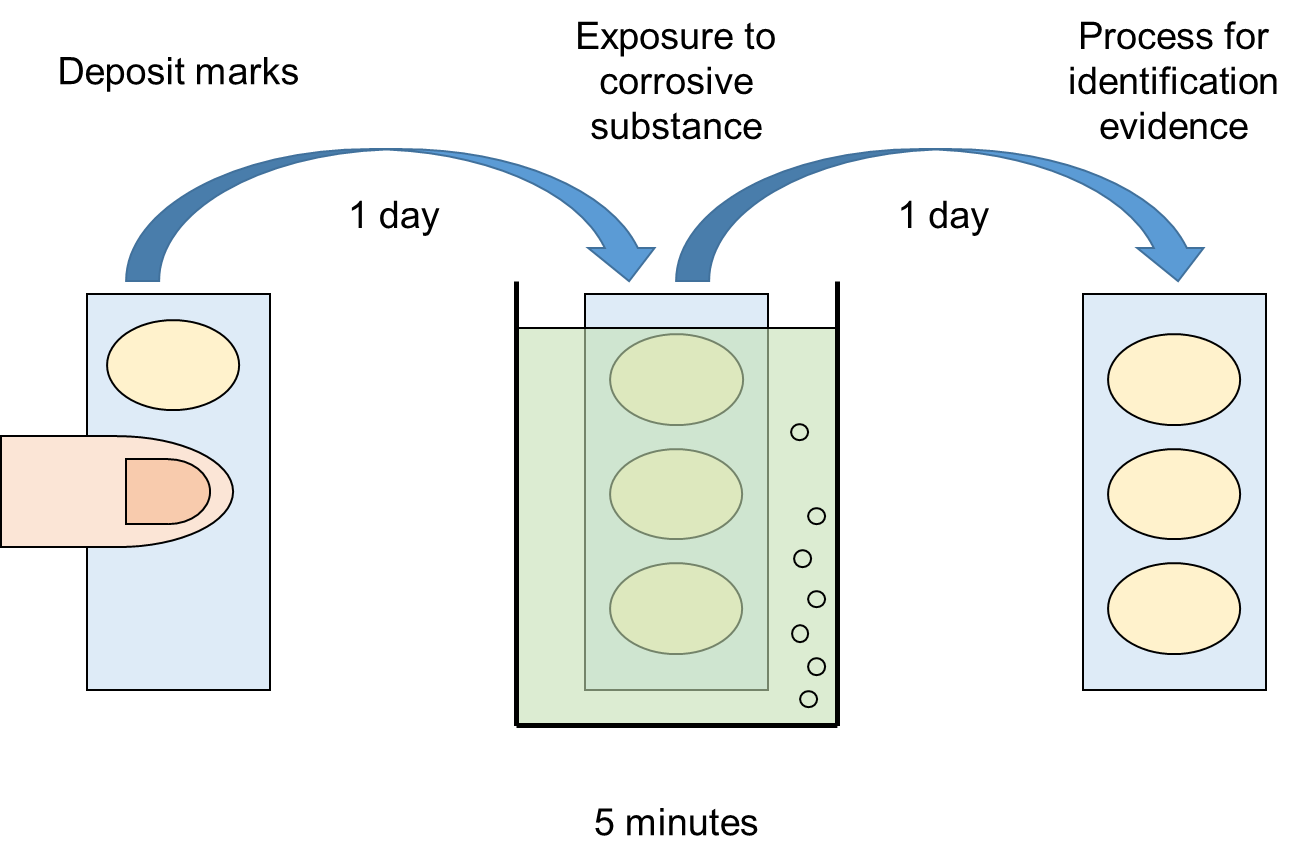 Deposit marks
Exposure to
corrosive
substance
Process for
identification
evidence
1 day
1 day
5 minutes